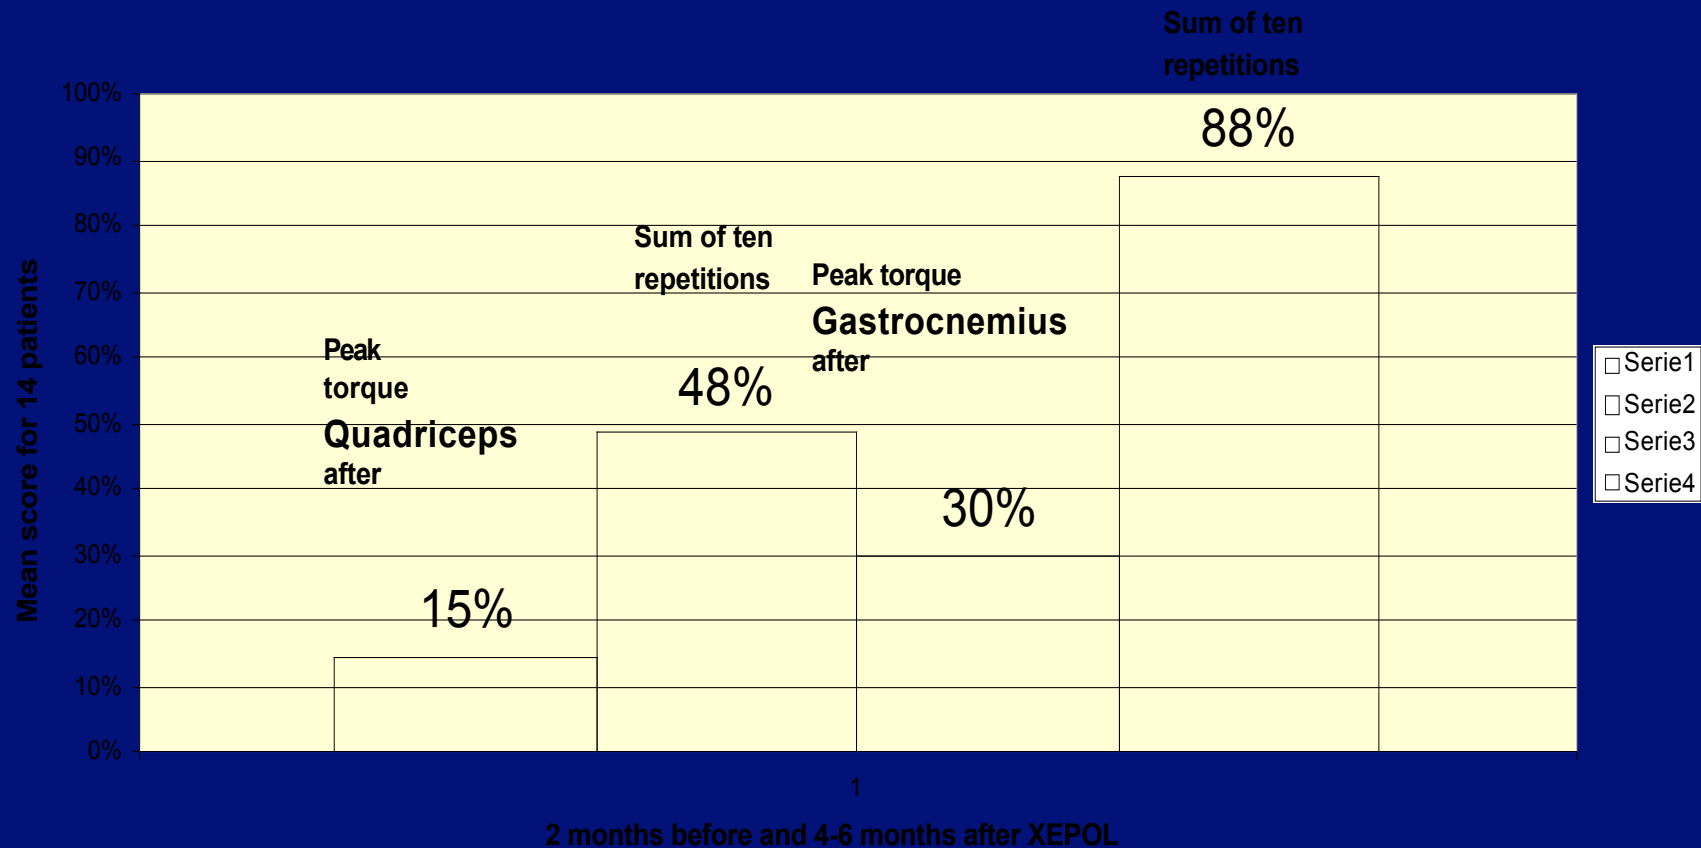 Sum of ten
repetitions
100%
88%
90%
80%
Sum of ten
repetitions
Peak torque
70%
Gastrocnemius
after
Peak
torque
60%
48%
Quadriceps
after
50%
40%
30%
30%
15%
20%
10%
0%
Mean score for 14 patients
1
2 months before and 4-6 months after XEPOL
Serie1
Serie2
Serie3
Serie4